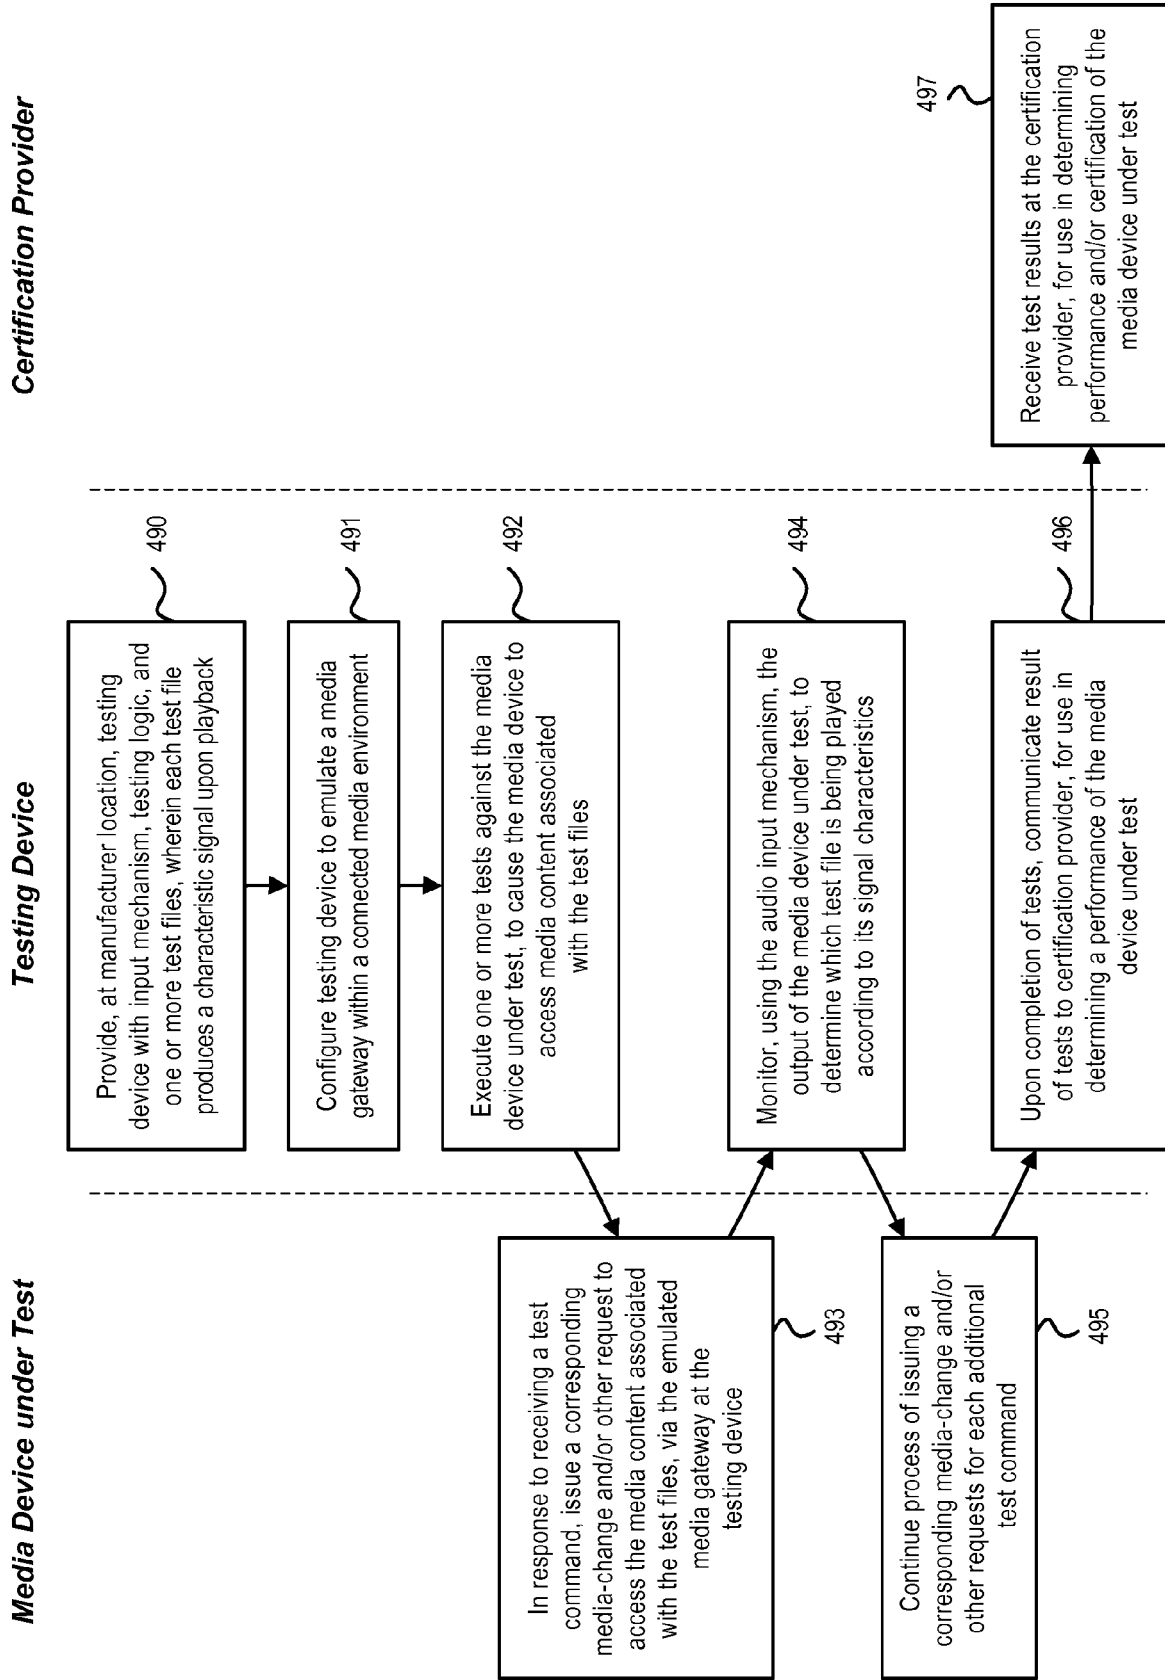 Media Device under Test
Testing Device
Certification Provider
Provide, at manufacturer location, testing
device with input mechanism, testing logic, and
one or more test files, wherein each test file
produces a characteristic signal upon playback
490
Configure testing device to emulate a media
gateway within a connected media environment
491
Execute one or more tests against the media
device under test, to cause the media device to
access media content associated
with the test files
492
In response to receiving a test
command, issue a corresponding
media-change and/or other request to
access the media content associated
with the test files, via the emulated
media gateway at the
testing device
493
Monitor, using the audio input mechanism, the
output of the media device under test, to
determine which test file is being played
according to its signal characteristics
494
Continue process of issuing a
corresponding media-change and/or
other requests for each additional
test command
495
Upon completion of tests, communicate result
of tests to certification provider, for use in
determining a performance of the media
device under test
496
Receive test results at the certification
provider, for use in determining
performance and/or certification of the
media device under test
497